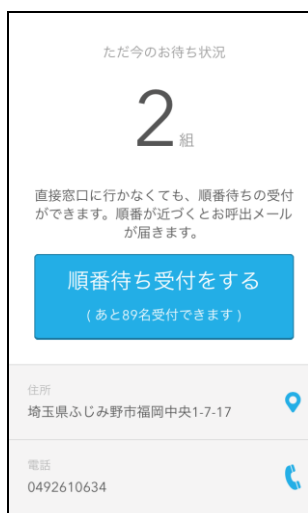 ただ今のお待ち状況
2組
直接窓口に行かなくても、順番待ちの受付
ができます。順番が近づくとお呼出メール
が届きます。
順番待ち受付をする
( あと89名受付できます )
住所
埼玉県ふじみ野市福岡中央1-7-17
電話
0492610634